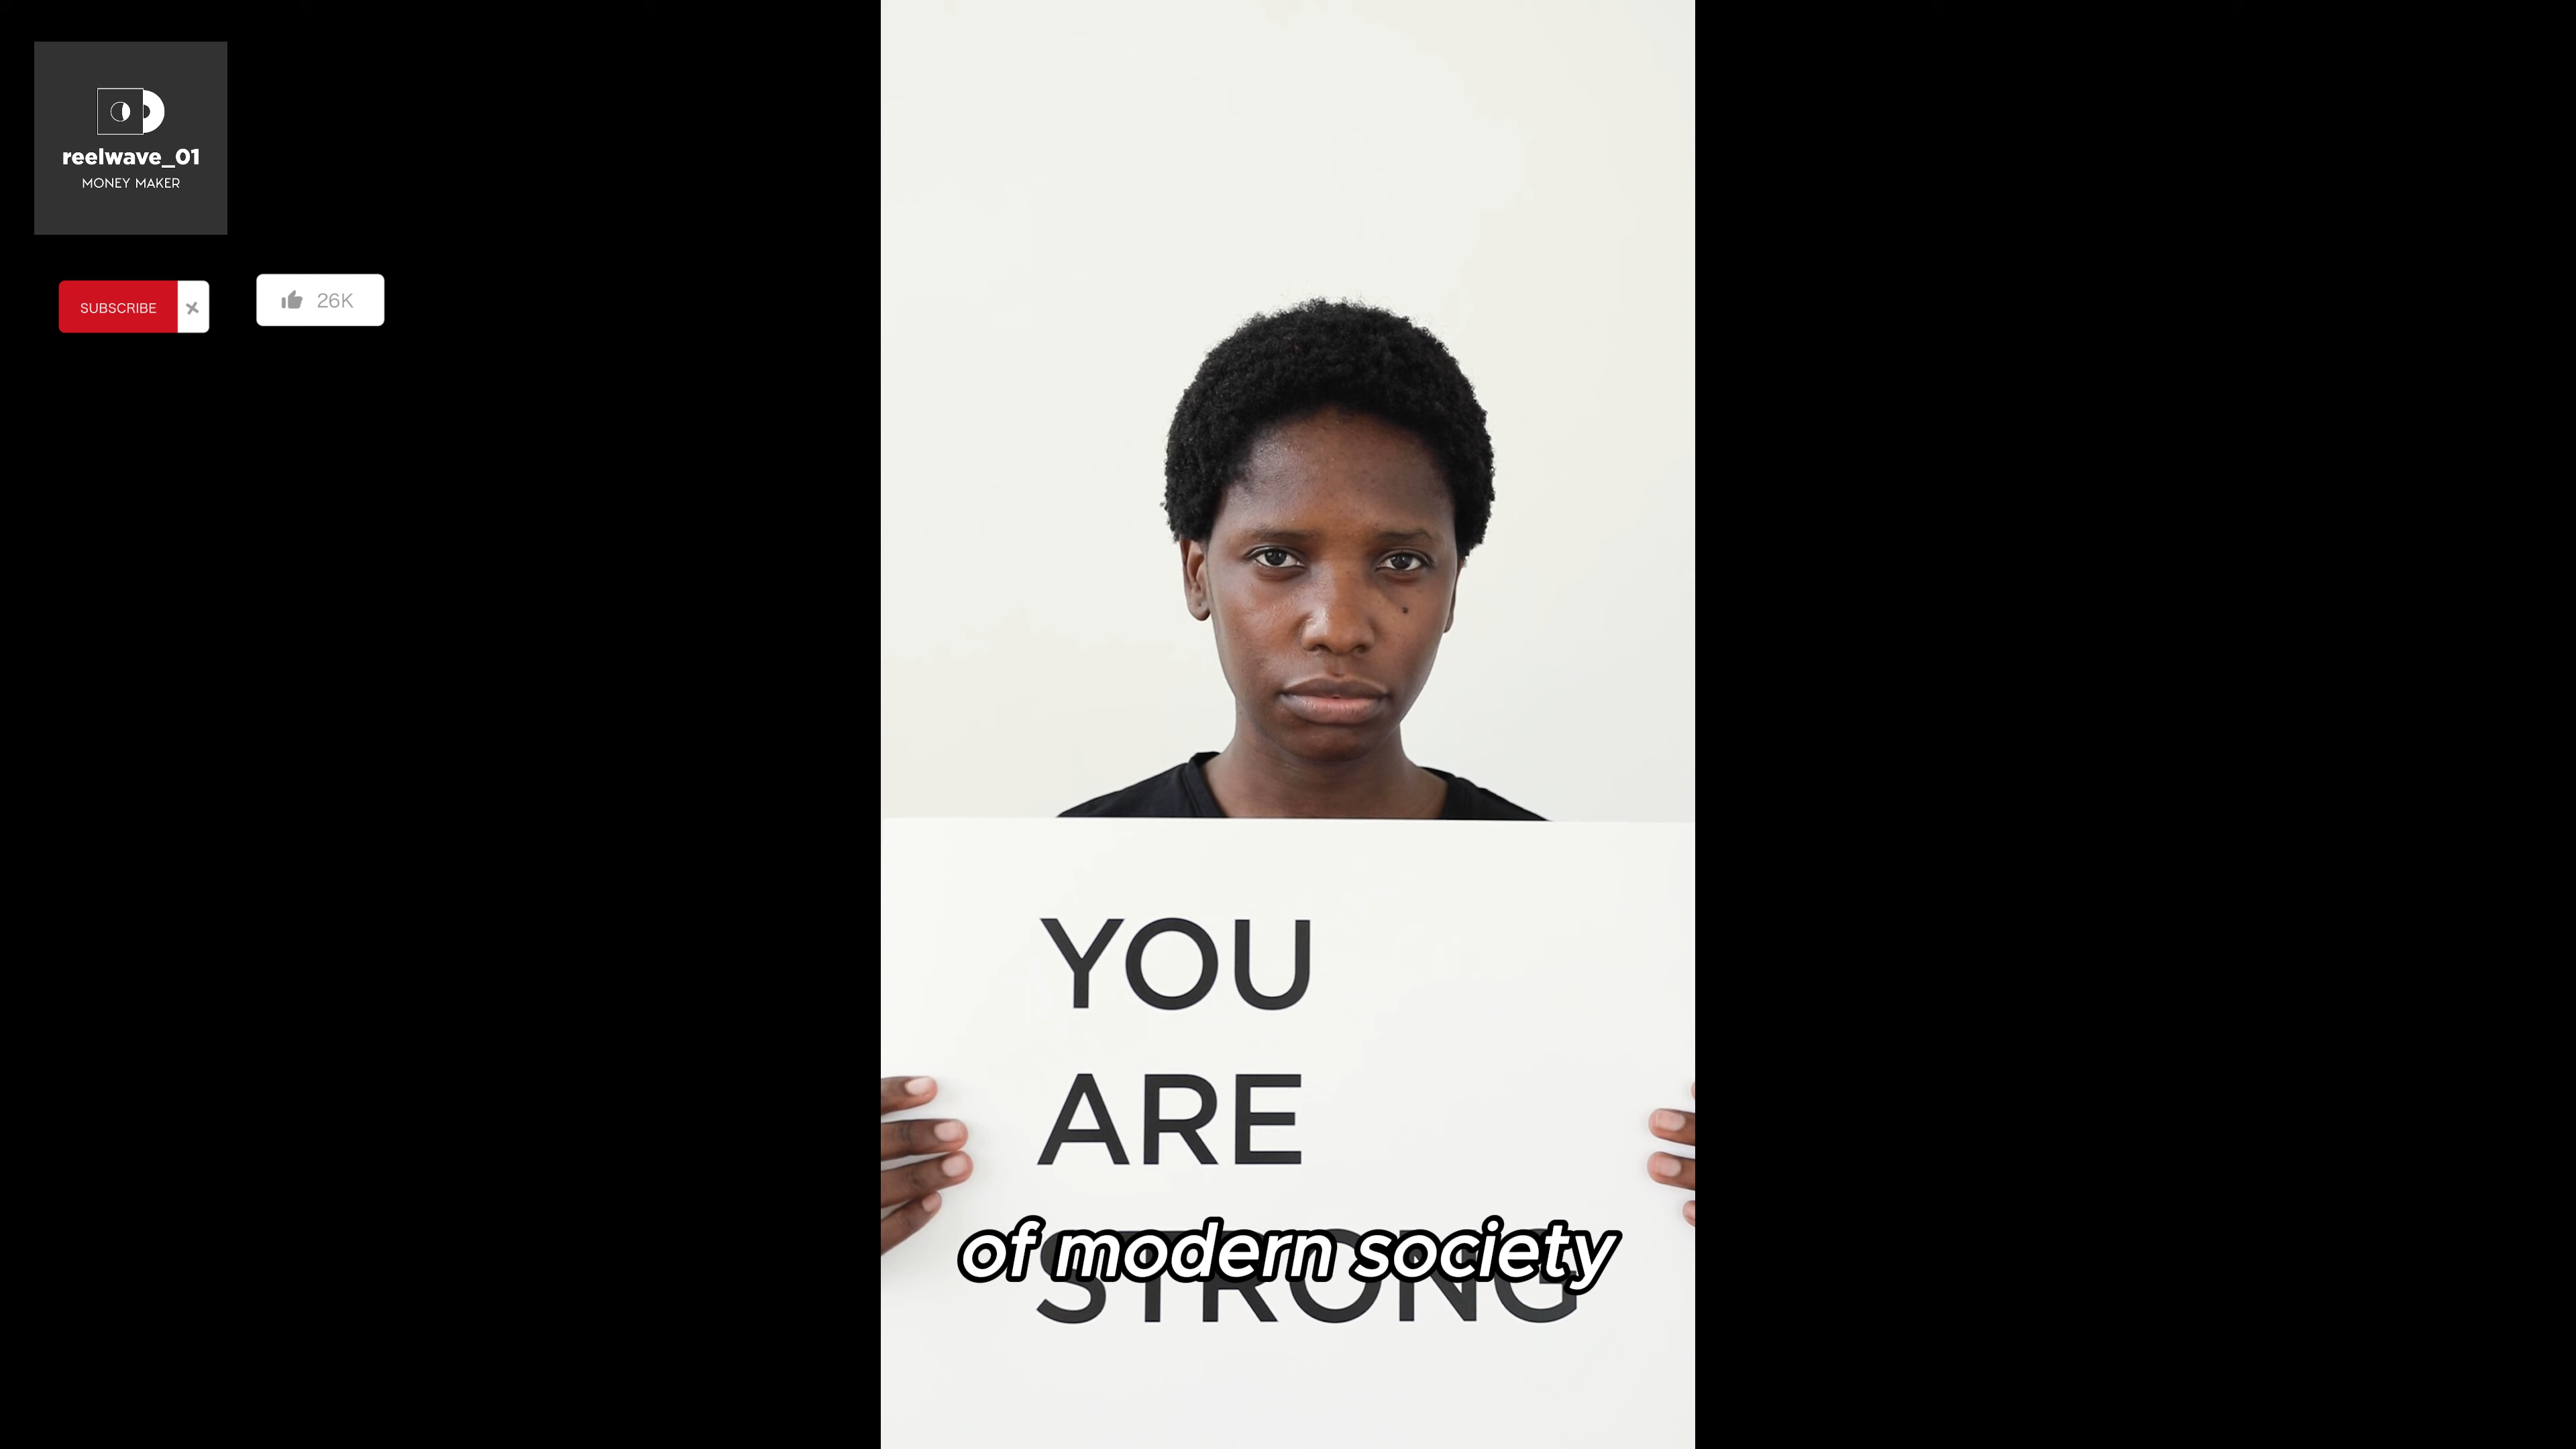 reelwave_01
MONEY MAKER
SUBSCRIBE
26K
YOU
ARE
of modern society
STRONG